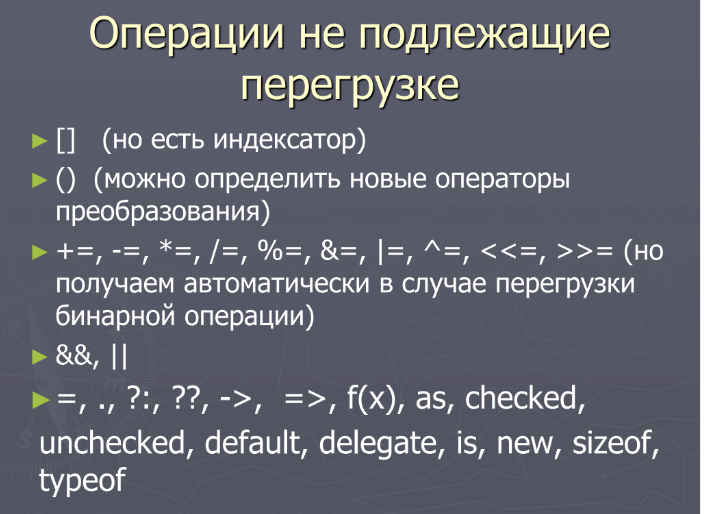 Операции не подлежащие
перегрузке
► [] (но есть индексатор)
► () (можно определить новые операторы
преобразования)
► +=, -=, *=, /=, %=, &=, |=, ^=, <<=, >>= (но
получаем автоматически в случае перегрузки
бинарной операции)
► &&, ||
► =, ., ?:, ??, ->, =>, f(x), as, checked,
unchecked, default, delegate, is, new, sizeof,
typeof